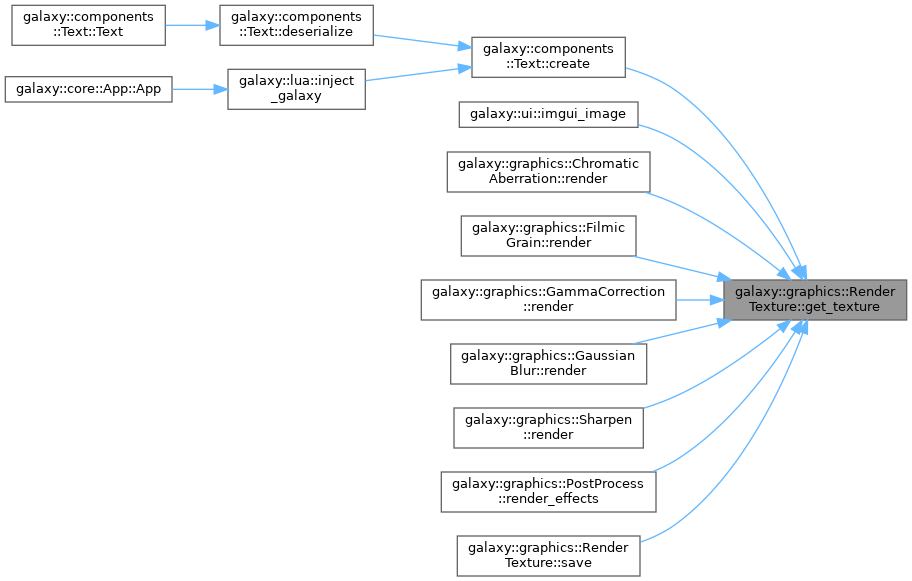 galaxy::components
::Text::Text
galaxy::components
::Text::deserialize
galaxy::components
::Text::create
galaxy::core::App::App
galaxy::lua::inject
_galaxy
galaxy::ui::imgui_image
galaxy::graphics::Chromatic
Aberration::render
galaxy::graphics::Filmic
Grain::render
galaxy::graphics::GammaCorrection
::render
galaxy::graphics::Render
Texture::get_texture
galaxy::graphics::Gaussian
Blur::render
galaxy::graphics::Sharpen
::render
galaxy::graphics::PostProcess
::render_effects
galaxy::graphics::Render
Texture::save